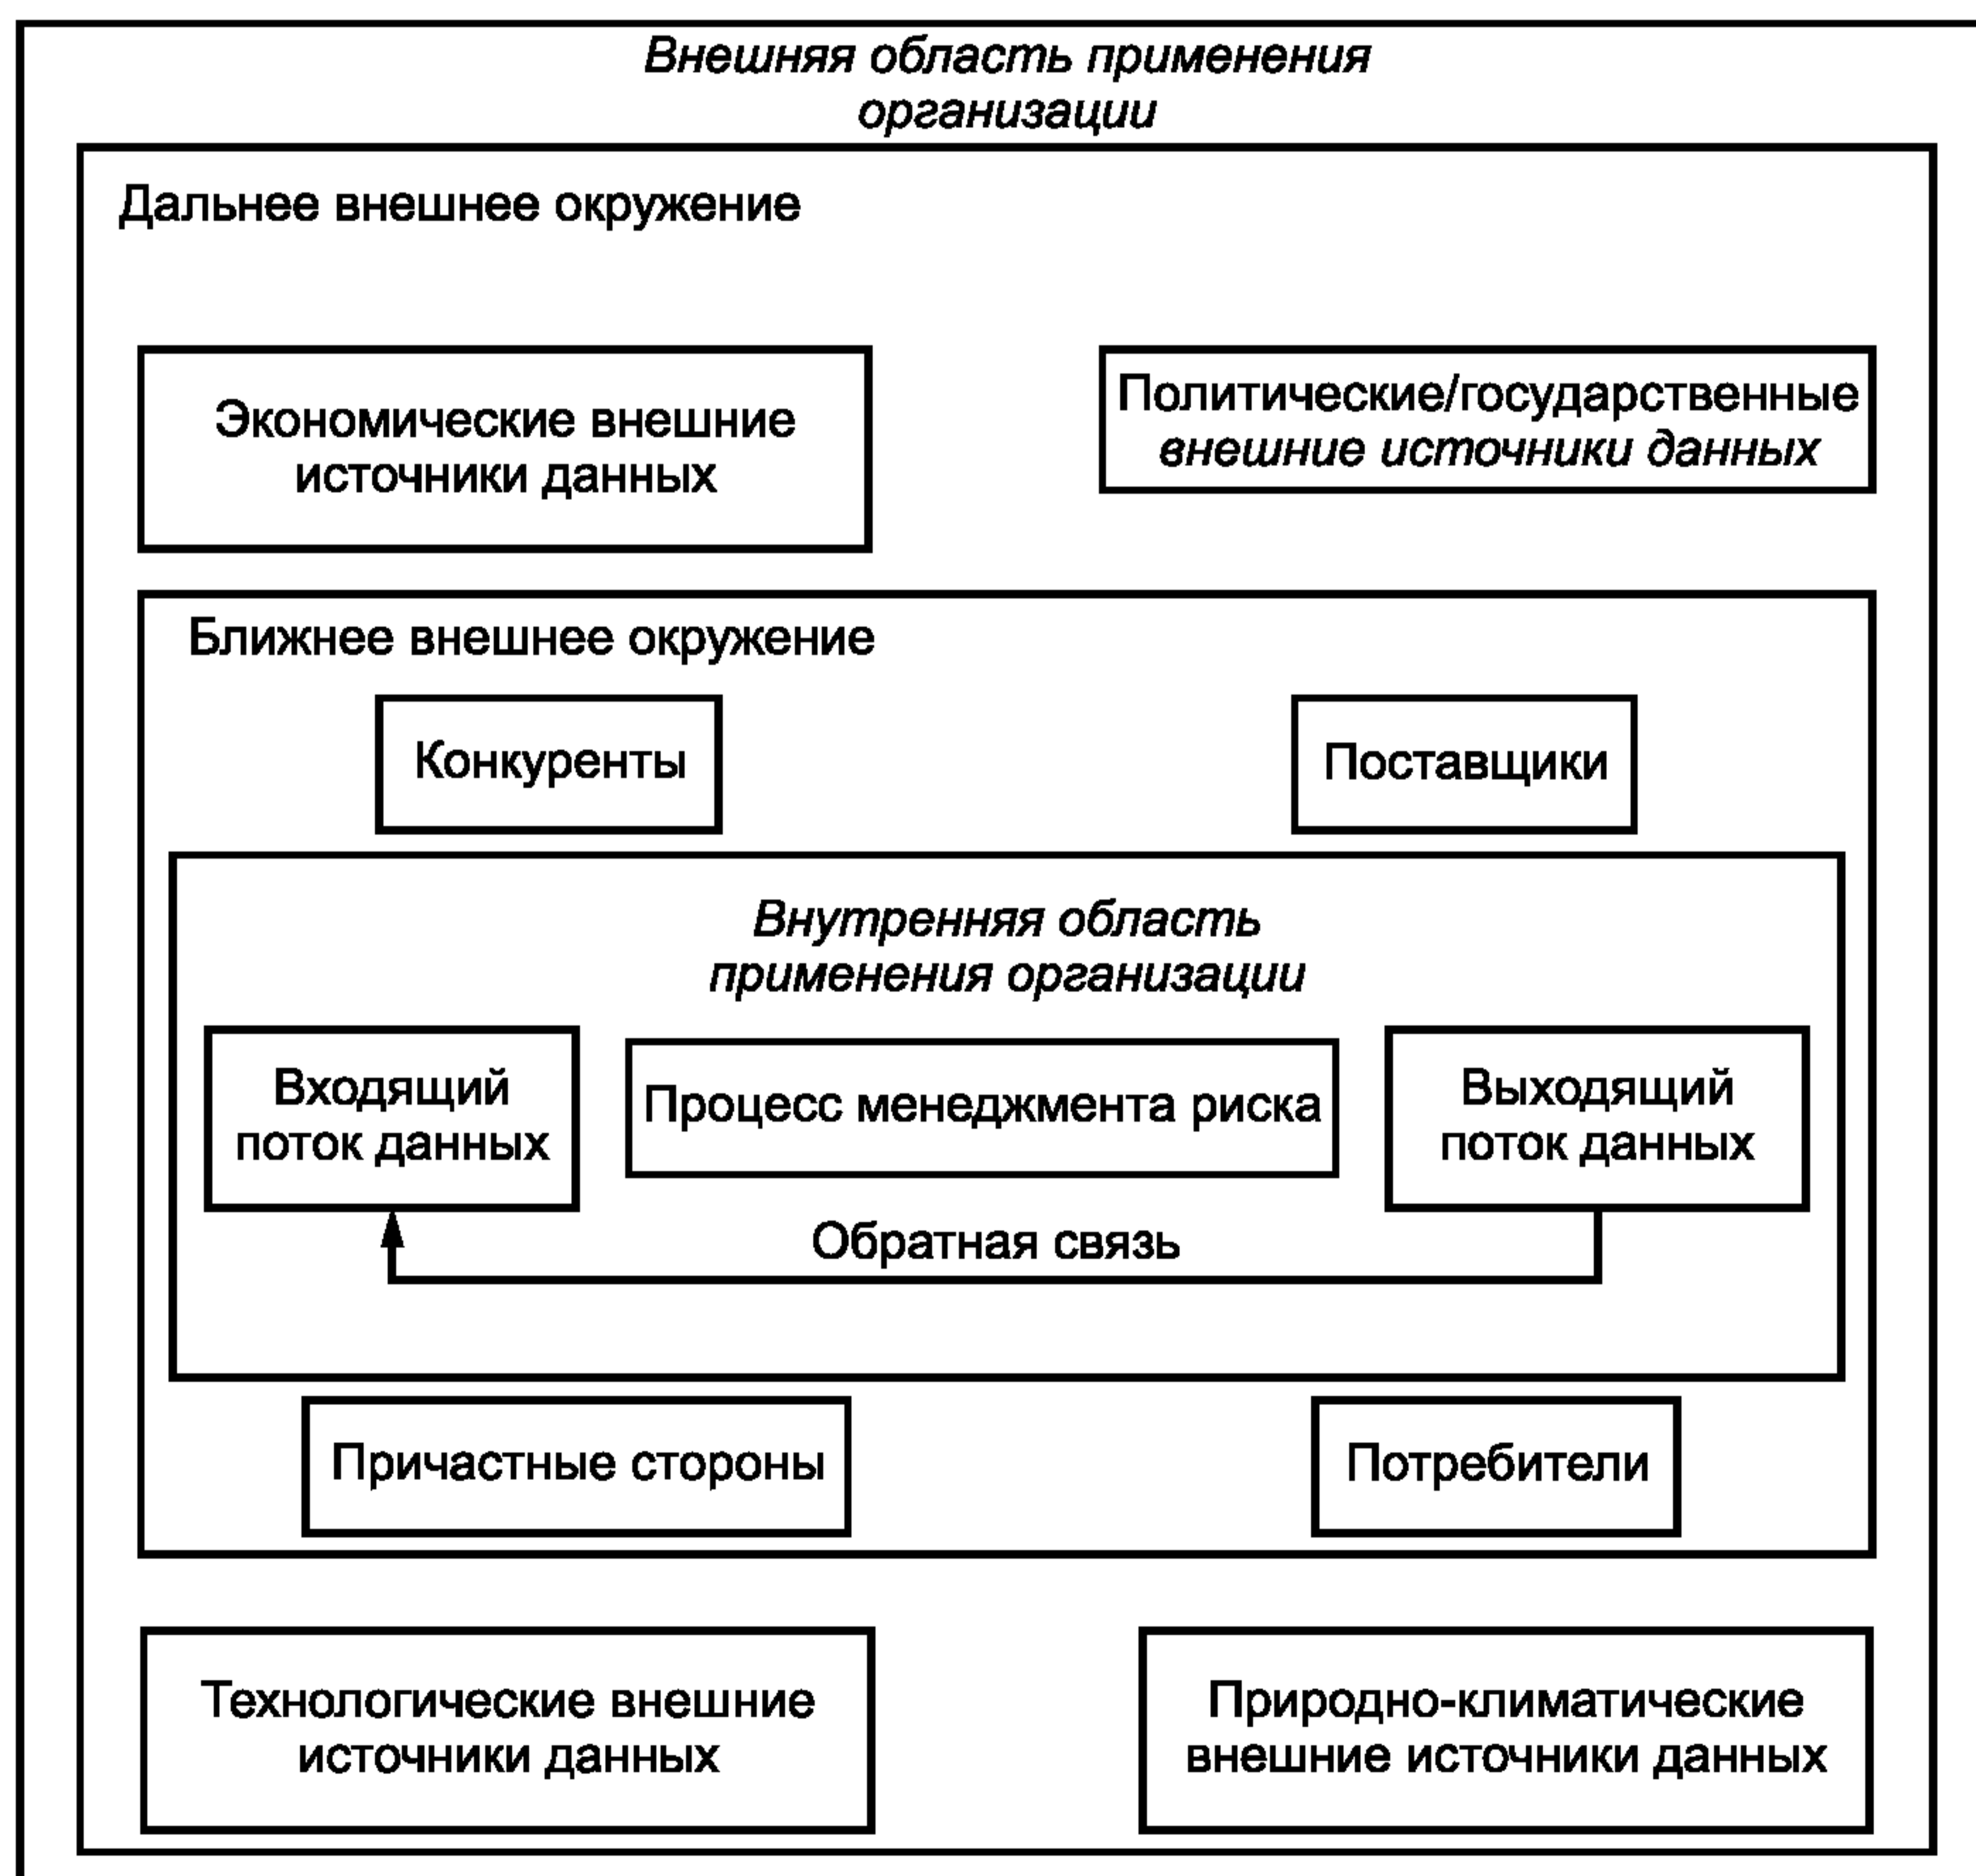 Внешняя область применения
организации
Дальнее внешнее окружение
Экономические внешние
источники данных
Политические/государственные
внешние источники данных
Ближнее внешнее окружение
Конкуренты
Поставщики
Внутренняя область
применения организации
Входящий
поток данных
Процесс менеджмента риска
Выходящий
поток данных
Обратная связь
Причастные стороны
Потребители
Технологические внешние
источники данных
Природно-климатические
внешние источники данных